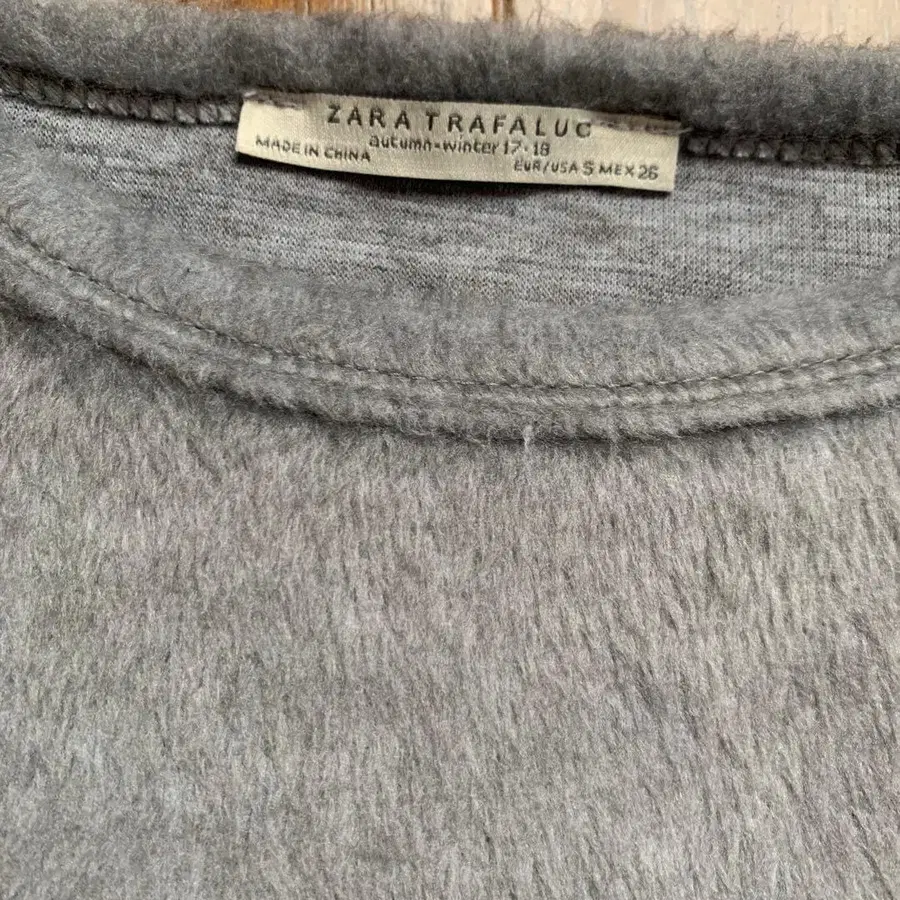 ZARA TRAFALUC
autumn-winter 17-18
MADE IN CHINA
EUR/USA S MEX 26